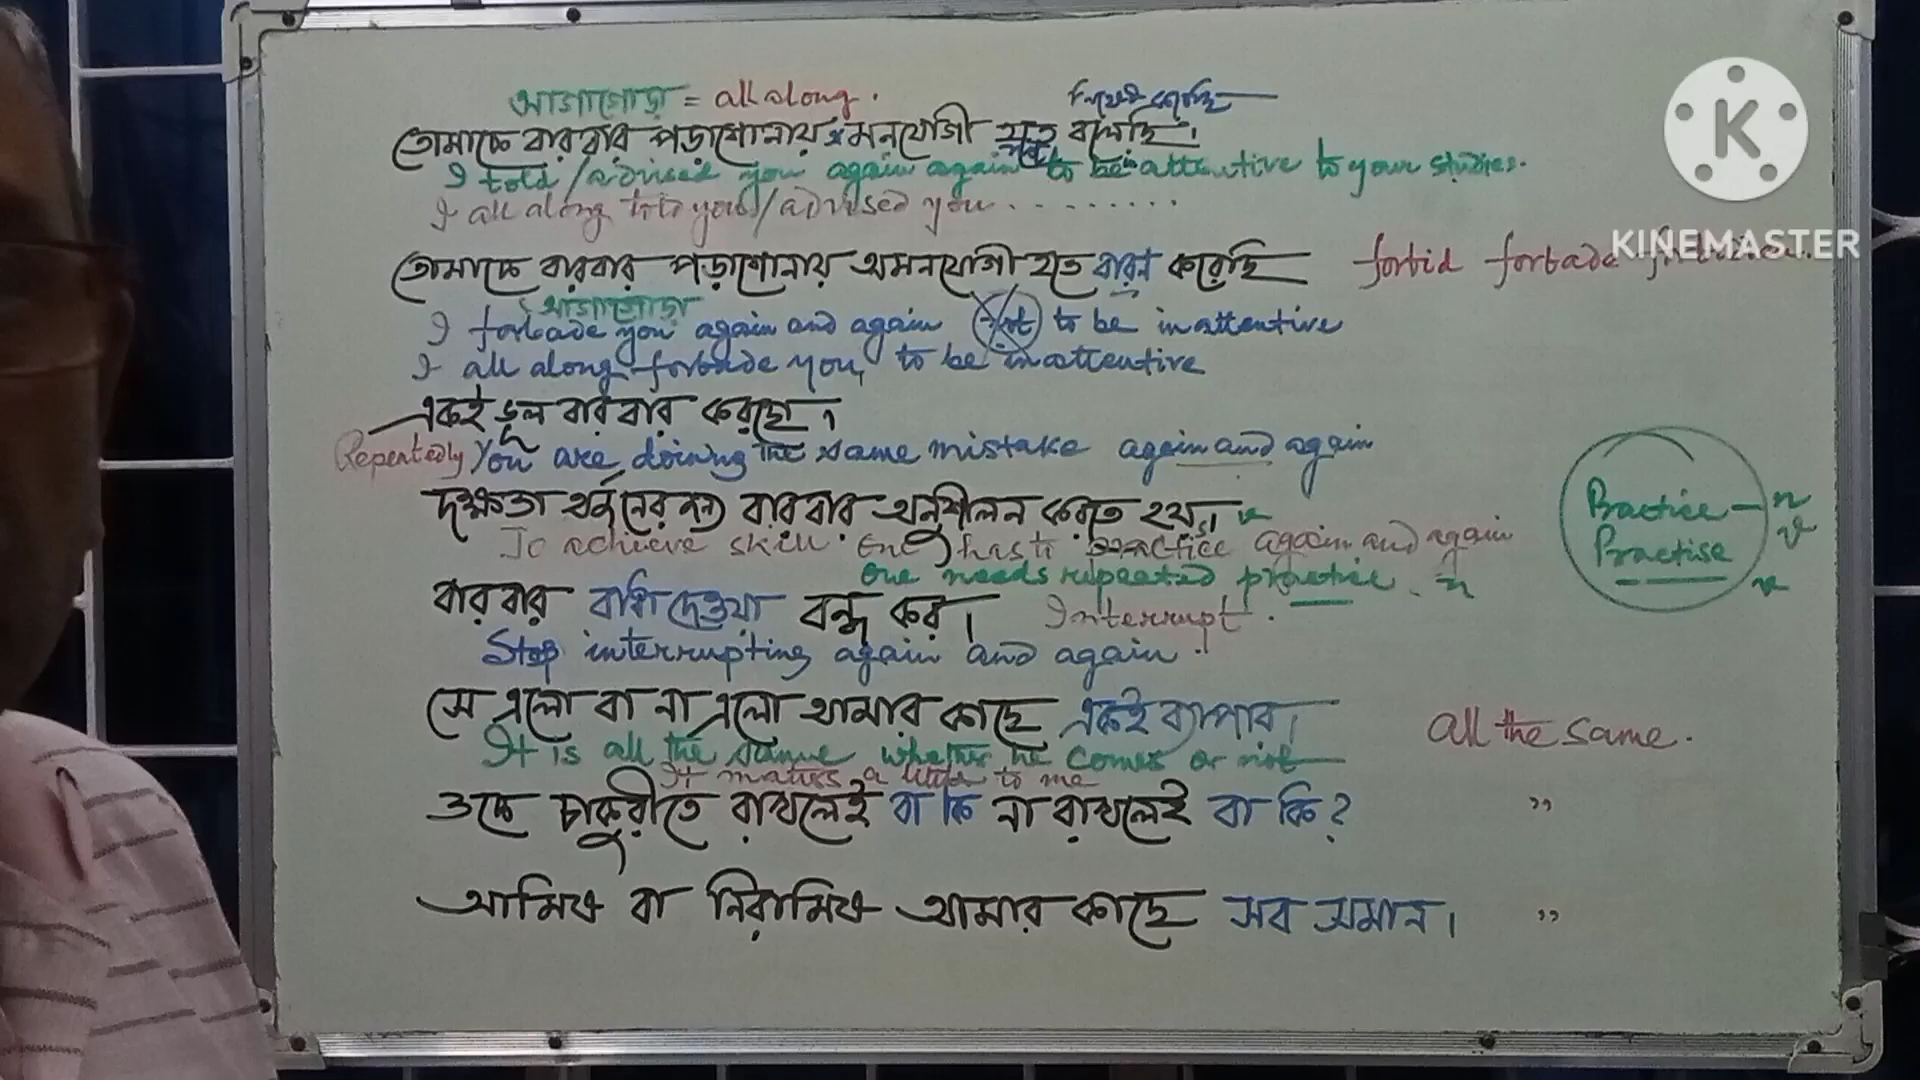 আগাগোড়া = all along.
তোমাকে বারবার পড়াশোনায় মনযোগী হতে বলেছি।
I told/advised you again again to be attentive to your studies.
I all along told you/advised you .........
তোমাকে বারবার পড়াশোনায় অমনযোগী হতে বারন করেছি forbid forbade
আগাগোড়া
I forbade you again and again not to be inattentive
I all along forbade you, to be inattentive
একই ভুল বারবার করছো।
Repeatedly You are doing the same mistake again and again
দক্ষতা অর্জনের জন্য বারবার অনুশীলন করতে হয়। v
To achieve skill one has to practice again and again
one needs repeated practice. n
Practice - n
v
Practise
v
বারবার বাধা দেওয়া বন্ধ কর। Interrupt.
Stop interrupting again and again.
সে এলো বা না এলো আমার কাছে একই ব্যাপার।
all the same.
It is all the same whether he comes or not
It matters a little to me
ওকে চাকুরীতে রাখলেই বা কি না রাখলেই বা কি? ,,
আমিষ বা নিরামিষ আমার কাছে সব সমান। ,,
K
KINEMASTER